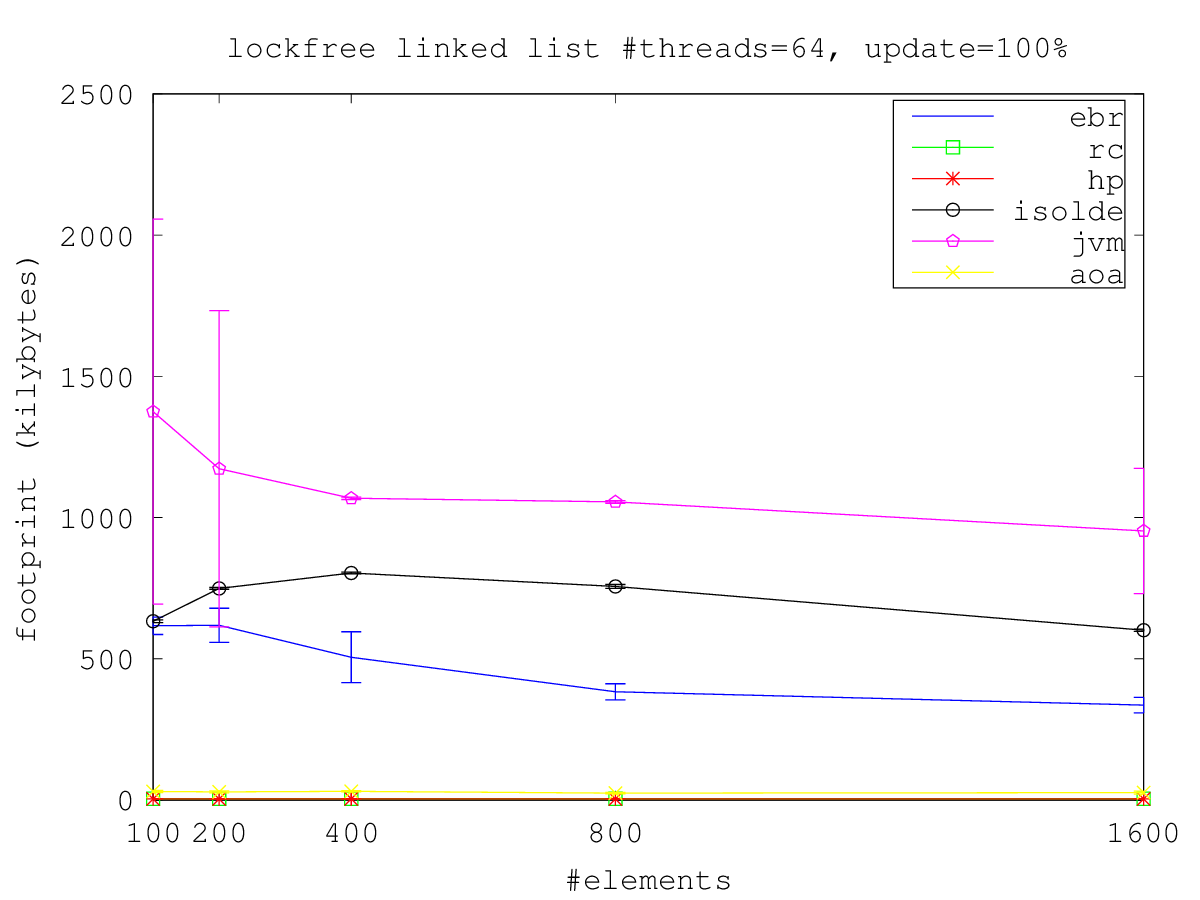 lockfree linked list #threads=64, update=100%
2500
2000
1500
1000
500
0
footprint (kilybytes)
ebr
rc
hp
isolde
jvm
aoa
100 200 400 800 1600
#elements